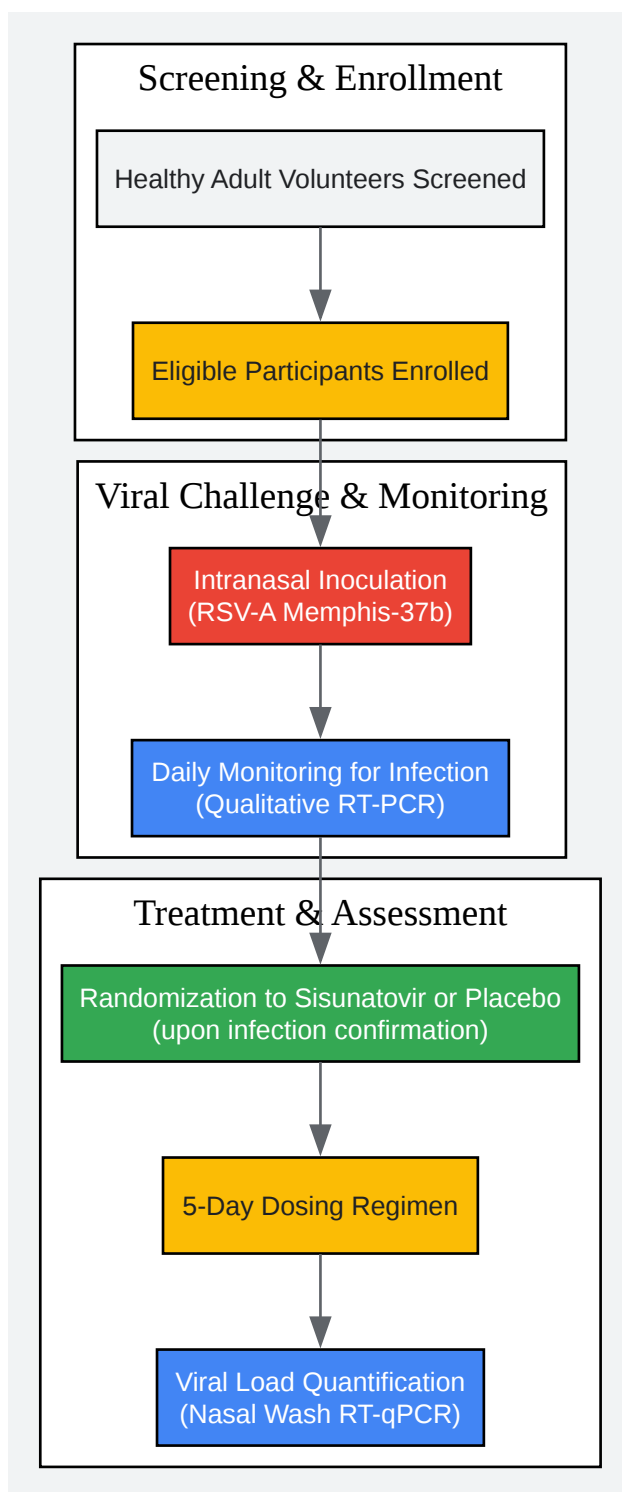 Screening & Enrollment
Healthy Adult Volunteers Screened
Eligible Participants Enrolled
Viral Challenge & Monitoring
Intranasal Inoculation
(RSV-A Memphis-37b)
Daily Monitoring for Infection
(Qualitative RT-PCR)
Treatment & Assessment
Randomization to Sisunatovir or Placebo
(upon infection confirmation)
5-Day Dosing Regimen
Viral Load Quantification
(Nasal Wash RT-qPCR)